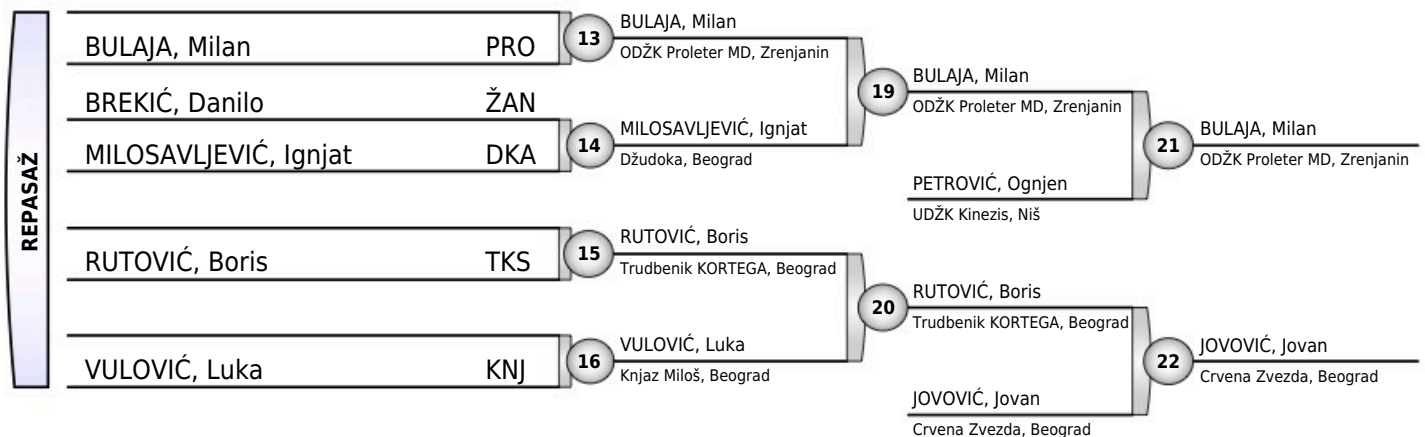 REPASAŽ
BULAJA, Milan PRO
BREKIĆ, Danilo ŽAN
MILOSAVLJEVIĆ, Ignjat DKA
RUTOVIĆ, Boris TKS
VULOVIĆ, Luka KNJ
13
BULAJA, Milan
ODŽK Proleter MD, Zrenjanin
14
MILOSAVLJEVIĆ, Ignjat
Džudoka, Beograd
15
RUTOVIĆ, Boris
Trudbenik KORTEGA, Beograd
16
VULOVIĆ, Luka
Knjaz Miloš, Beograd
19
BULAJA, Milan
ODŽK Proleter MD, Zrenjanin
PETROVIĆ, Ognjen
UDŽK Kinezis, Niš
20
RUTOVIĆ, Boris
Trudbenik KORTEGA, Beograd
JOVOVIĆ, Jovan
Crvena Zvezda, Beograd
21
BULAJA, Milan
ODŽK Proleter MD, Zrenjanin
22
JOVOVIĆ, Jovan
Crvena Zvezda, Beograd